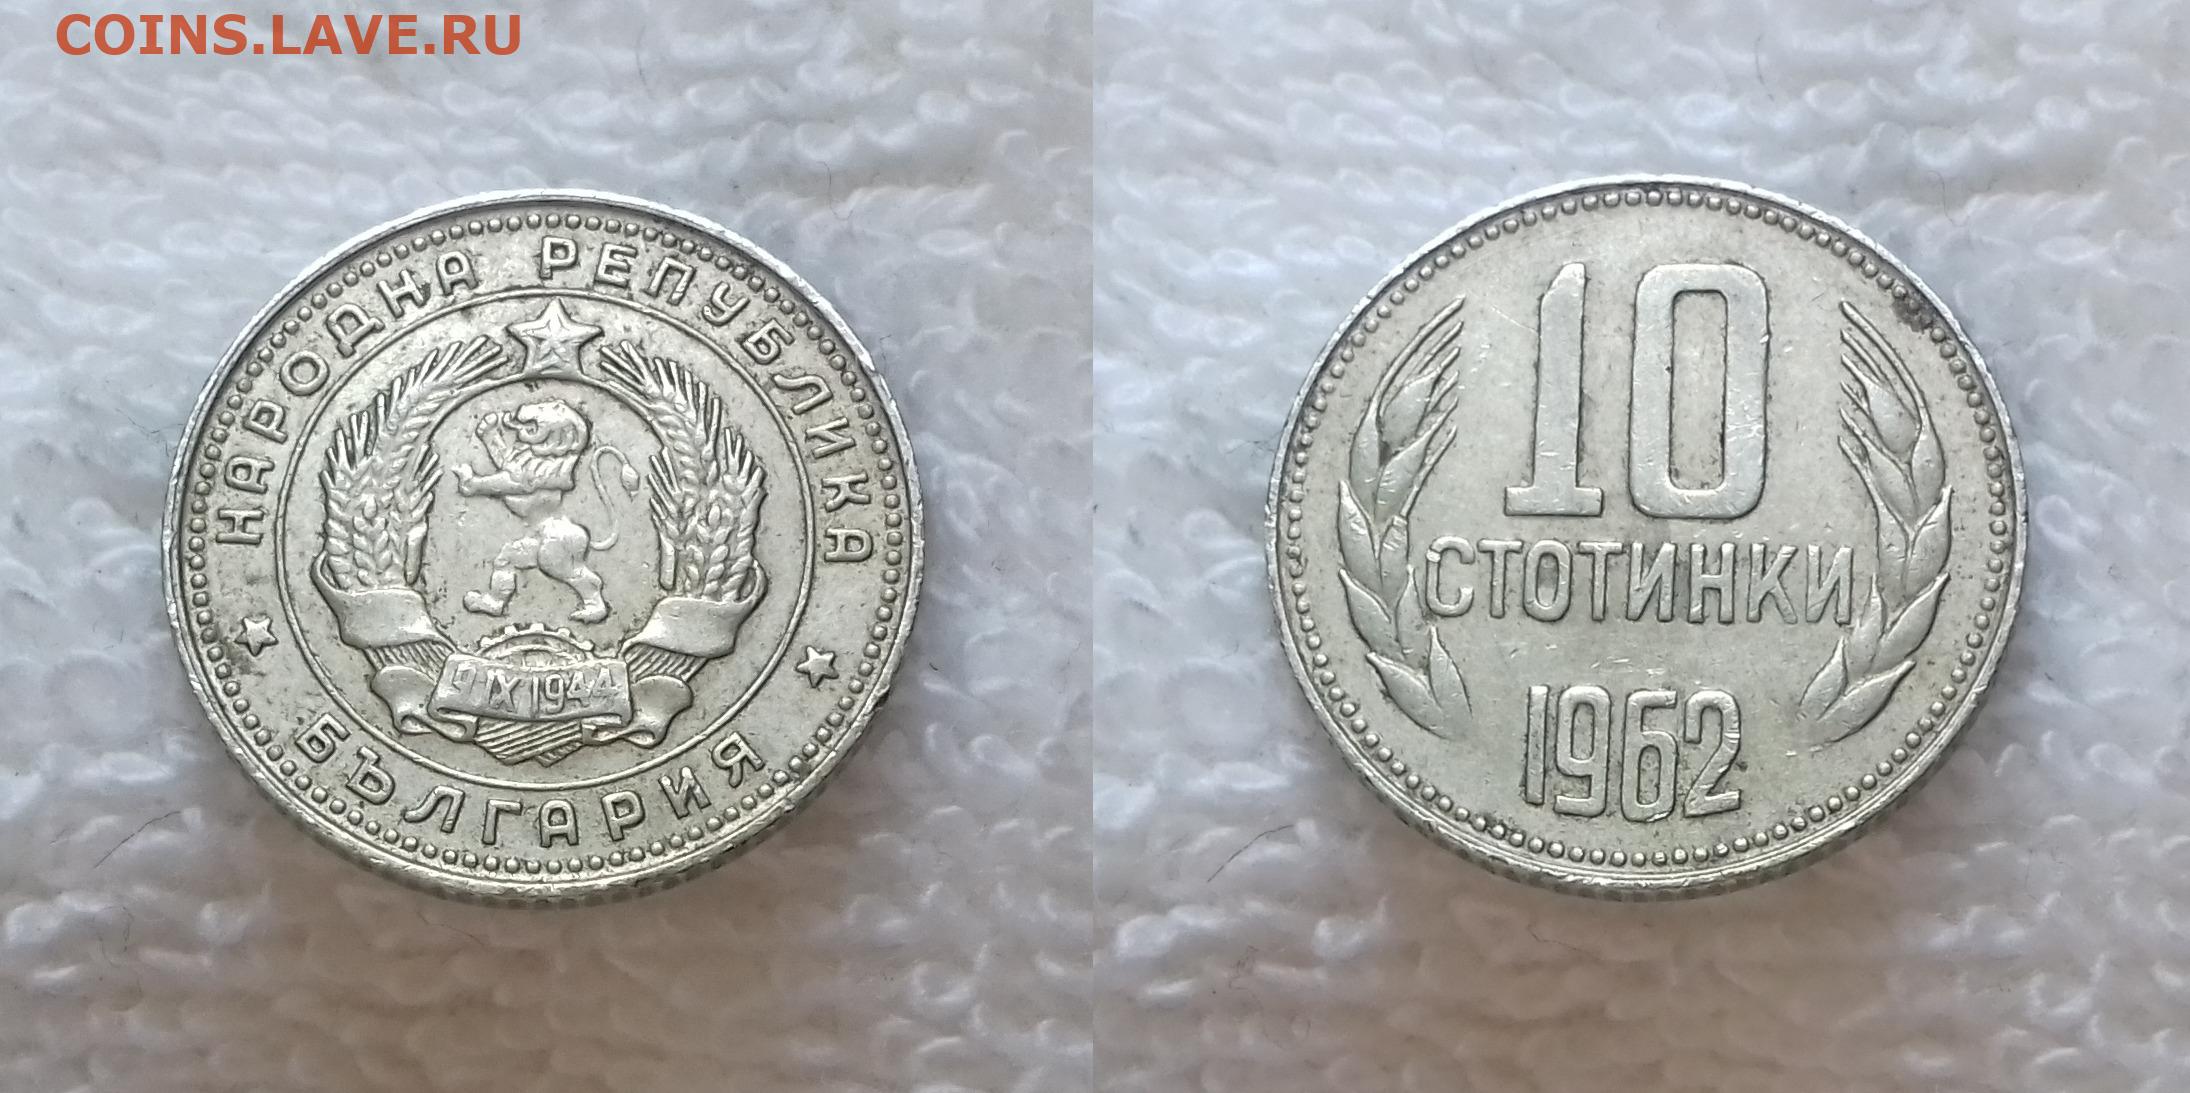 COINS.LAVE.RU
НАРОДНА РЕПУБЛИКА
БЪЛГАРИЯ
9 IX 1944
10
СТОТИНКИ
1962